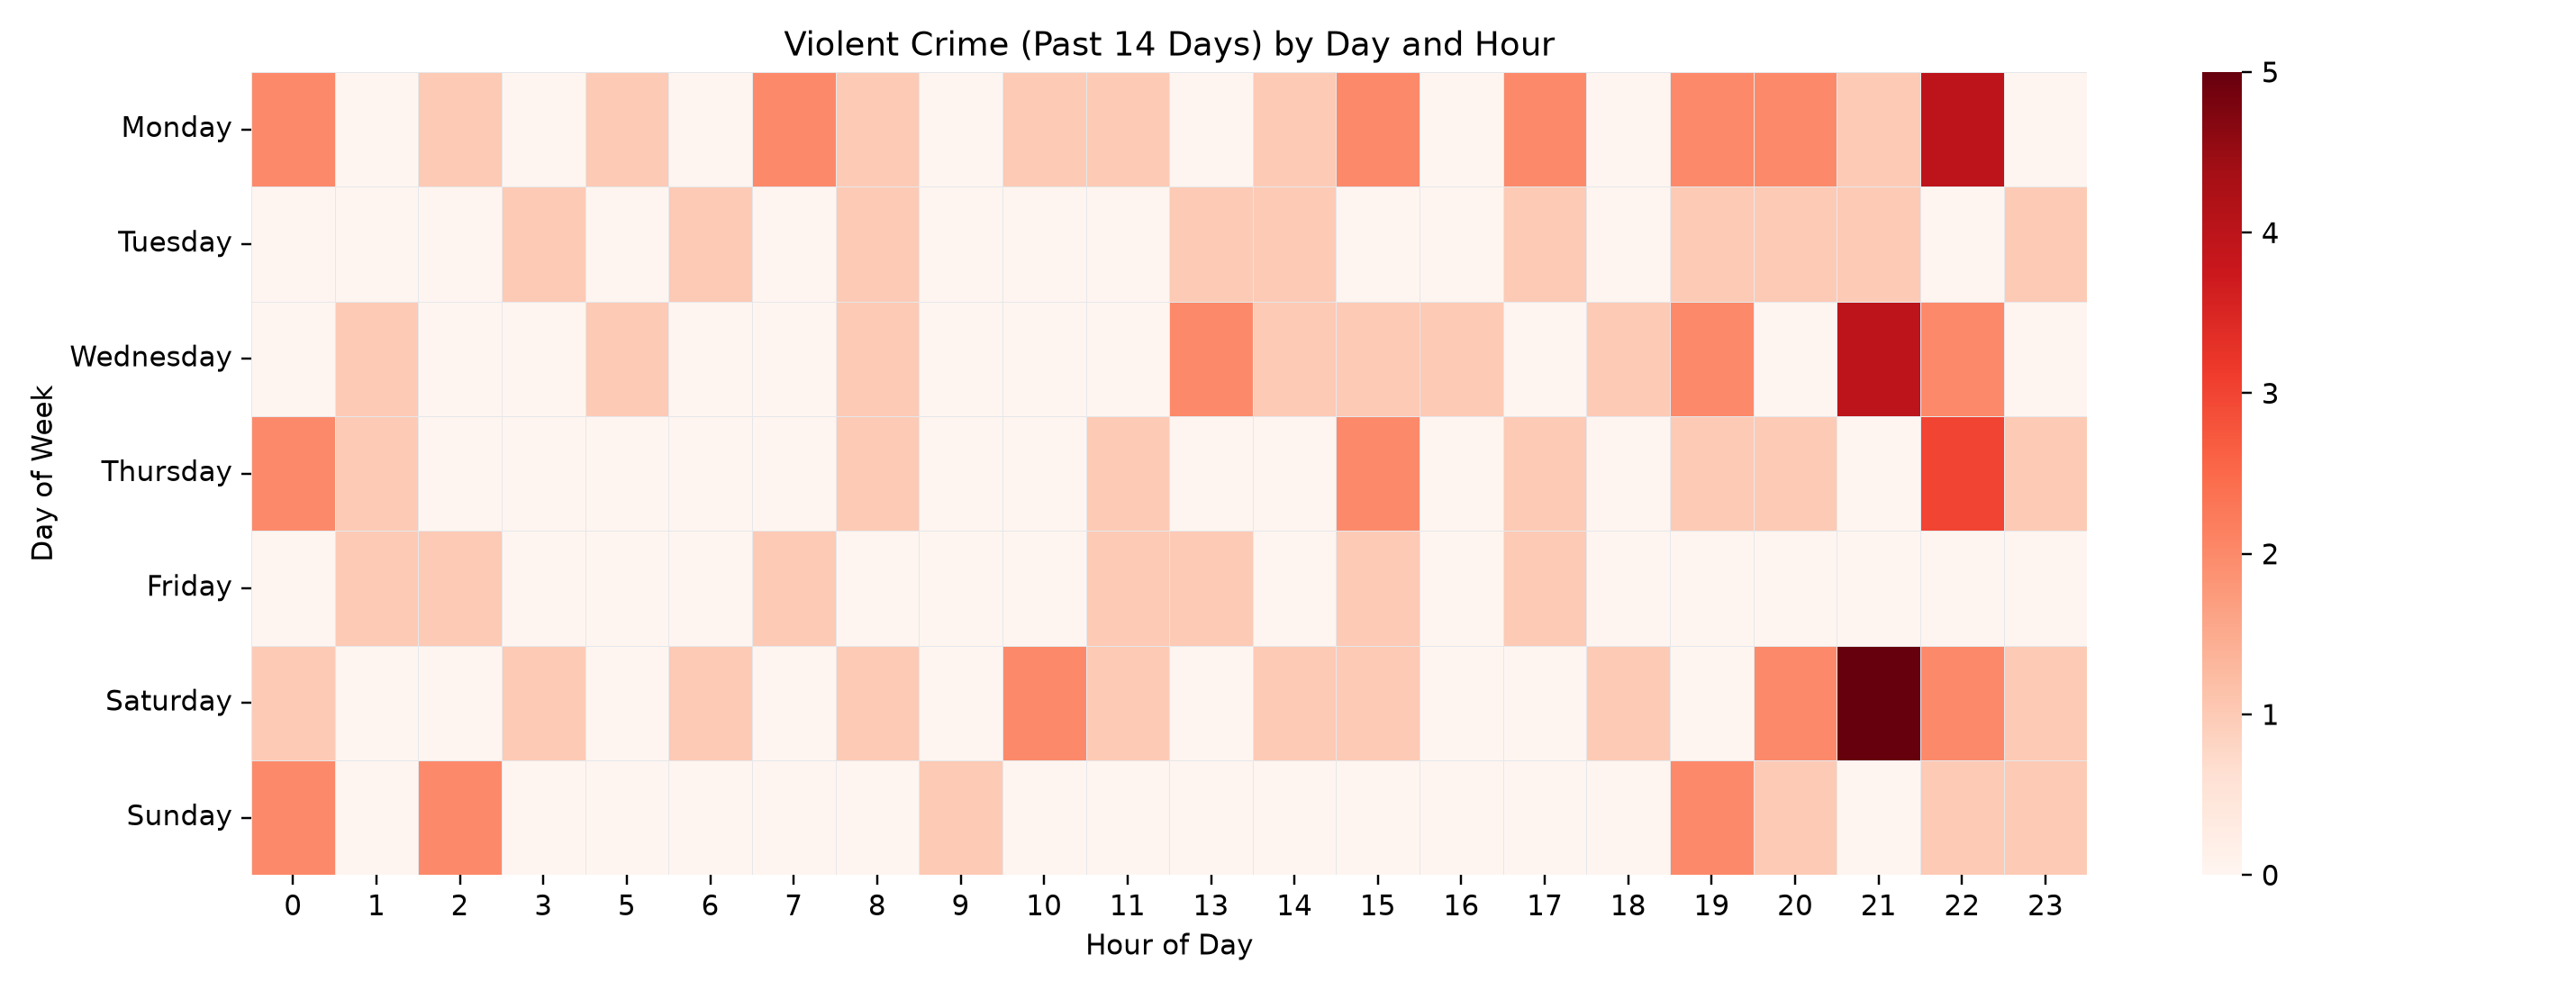 Violent Crime (Past 14 Days) by Day and Hour
Day of Week
Monday
Tuesday
Wednesday
Thursday
Friday
Saturday
Sunday
0 1 2 3 5 6 7 8 9 10 11 13 14 15 16 17 18 19 20 21 22 23
Hour of Day
5
4
3
2
1
0